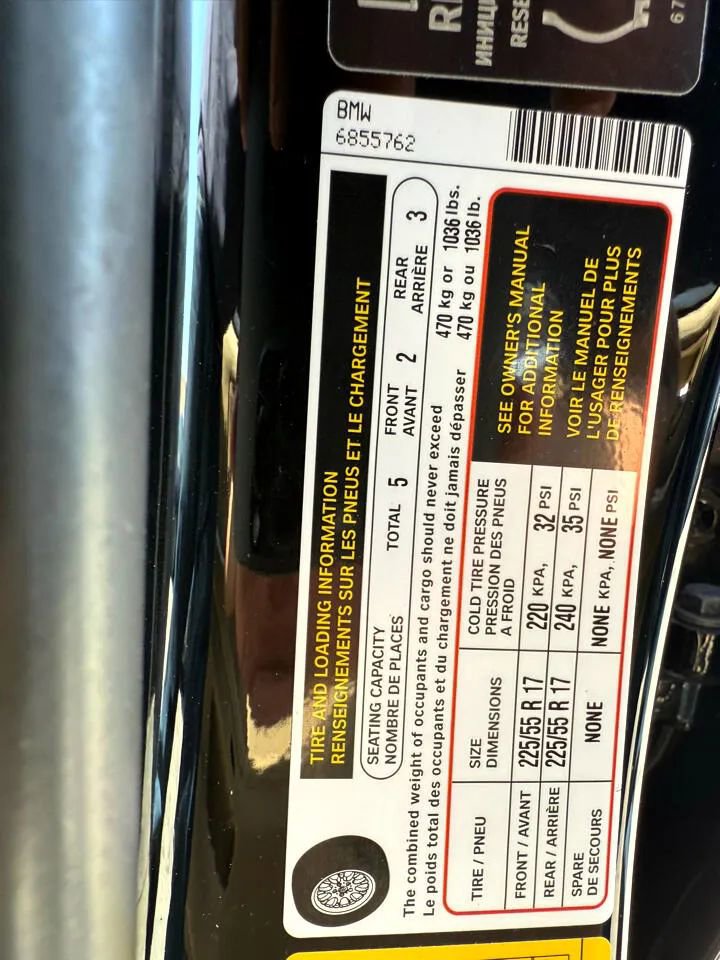 ИНИЦИ
RESE
67
BMW
6855762
TIRE AND LOADING INFORMATION
RENSEIGNEMENTS SUR LES PNEUS ET LE CHARGEMENT
SEATING CAPACITY
NOMBRE DE PLACES
TOTAL 5
FRONT
AVANT
2
REAR
ARRIÈRE
3
The combined weight of occupants and cargo should never exceed 470 kg or 1036 lbs.
Le poids total des occupants et du chargement ne doit jamais dépasser 470 kg ou 1036 lb.
TIRE / PNEU
SIZE
DIMENSIONS
COLD TIRE PRESSURE
PRESSION DES PNEUS
A FROID
FRONT / AVANT 225/55 R 17 220 KPA, 32 PSI
REAR / ARRIÈRE 225/55 R 17 240 KPA, 35 PSI
SPARE
DE SECOURS
NONE NONE KPA, NONE PSI
SEE OWNER'S MANUAL
FOR ADDITIONAL
INFORMATION
VOIR LE MANUEL DE
L'USAGER POUR PLUS
DE RENSEIGNEMENTS